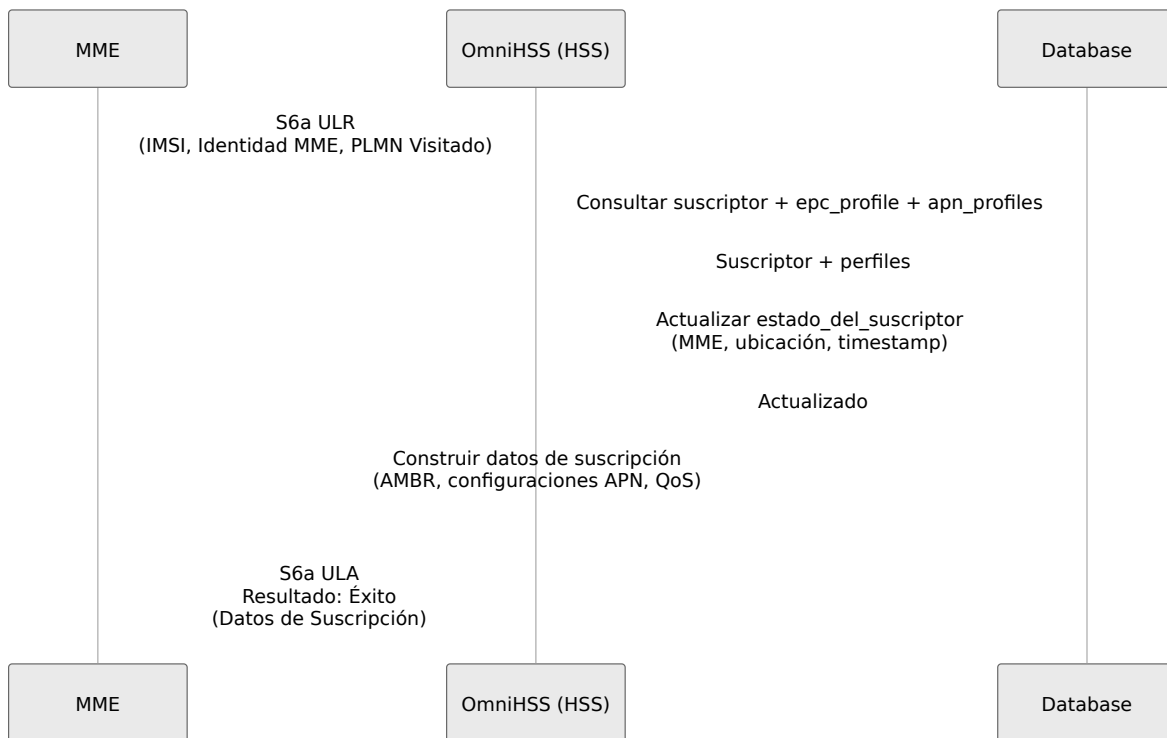 MME
OmniHSS (HSS)
Database
S6a ULR
(IMSI, Identidad MME, PLMN Visitado)
Consultar suscriptor + epc_profile + apn_profiles
Suscriptor + perfiles
Actualizar estado_del_suscriptor
(MME, ubicación, timestamp)
Actualizado
Construir datos de suscripción
(AMBR, configuraciones APN, QoS)
S6a ULA
Resultado: Éxito
(Datos de Suscripción)
MME
OmniHSS (HSS)
Database